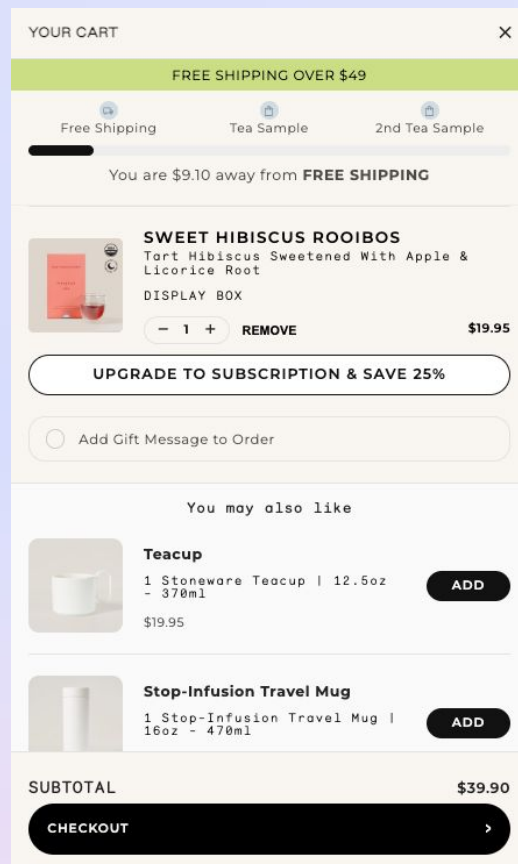 YOUR CART
FREE SHIPPING OVER $49
Free Shipping
Tea Sample
2nd Tea Sample
You are $9.10 away from FREE SHIPPING
SWEET HIBISCUS ROOIBOS
Tart Hibiscus Sweetened With Apple &
Licorice Root
DISPLAY BOX
− 1 + REMOVE
$19.95
UPGRADE TO SUBSCRIPTION & SAVE 25%
Add Gift Message to Order
You may also like
Teacup
1 Stoneware Teacup | 12.5oz
- 370ml
ADD
$19.95
Stop-Infusion Travel Mug
1 Stop-Infusion Travel Mug |
16oz - 470ml
ADD
SUBTOTAL
$39.90
CHECKOUT